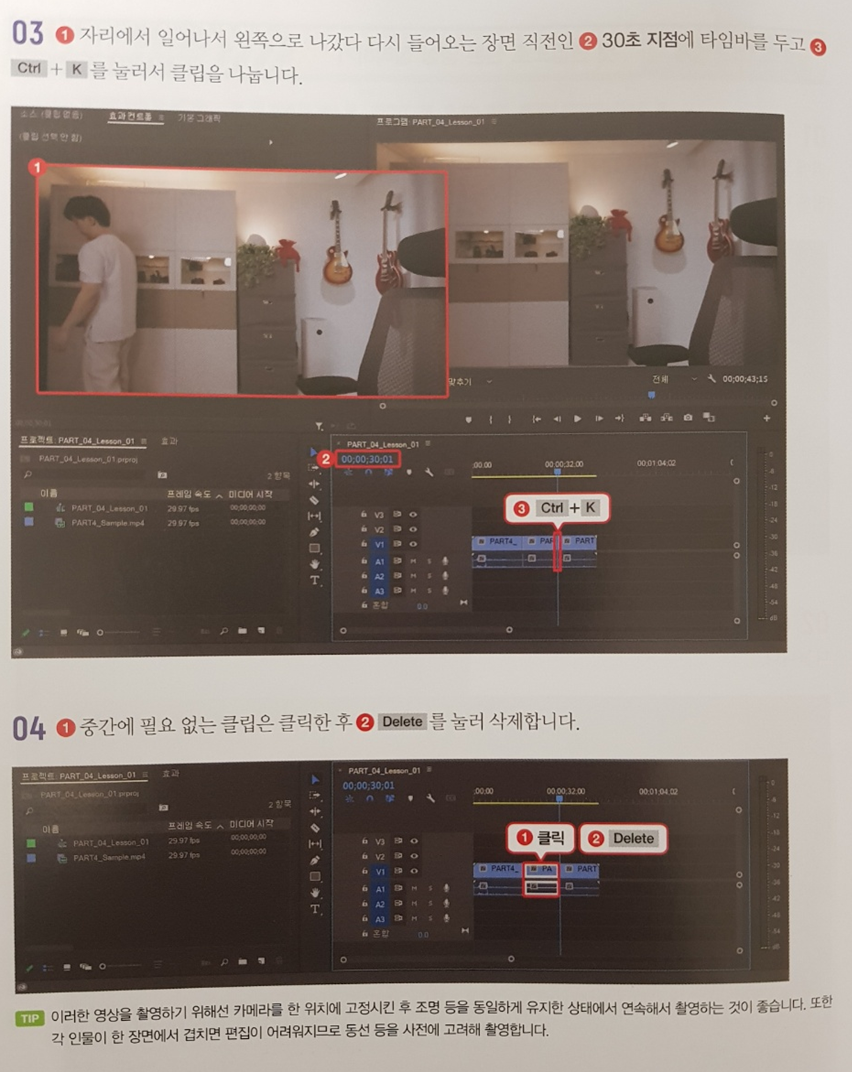 03 ❶ 자리에서 일어나서 왼쪽으로 나갔다 다시 들어오는 장면 직전인 ❷ 30초 지점에 타임바를 두고 ❸
Ctrl + K 를 눌러서 클립을 나눕니다.
소스: (클립 없음) 효과 컨트롤 기본 그래픽
프로그램: PART_04_Lesson_01
(클립 선택 안 함)
1
맞추기 전체 00;00;43;15
프로젝트: PART_04_Lesson_01 효과
PART_04_Lesson_01.prproj
2 항목
이름 프레임 속도 미디어 시작
PART_04_Lesson_01 29.97 fps 00;00;00;00
PART4_Sample.mp4 29.97 fps 00;00;00;00
PART_04_Lesson_01
2 00;00;30;01
;00;00 00;00;32;00 00;01;04;02
3 Ctrl + K
V3
V2
V1 PART4_ PAR PART
A1 M S
A2 M S
A3 M S
혼합 0.0
04 ❶ 중간에 필요 없는 클립은 클릭한 후 ❷ Delete 를 눌러 삭제합니다.
프로젝트: PART_04_Lesson_01 효과
PART_04_Lesson_01.prproj
2 항목
이름 프레임 속도 미디어 시작
PART_04_Lesson_01 29.97 fps 00;00;00;00
PART4_Sample.mp4 29.97 fps 00;00;00;00
PART_04_Lesson_01
00;00;30;01
;00;00 00;00;32;00 00;01;04;02
1 클릭 2 Delete
V3
V2
V1 PART4_ PA PART
A1 M S
A2 M S
A3 M S
혼합 0.0
TIP 이러한 영상을 촬영하기 위해선 카메라를 한 위치에 고정시킨 후 조명 등을 동일하게 유지한 상태에서 연속해서 촬영하는 것이 좋습니다. 또한
각 인물이 한 장면에서 겹치면 편집이 어려워지므로 동선 등을 사전에 고려해 촬영합니다.